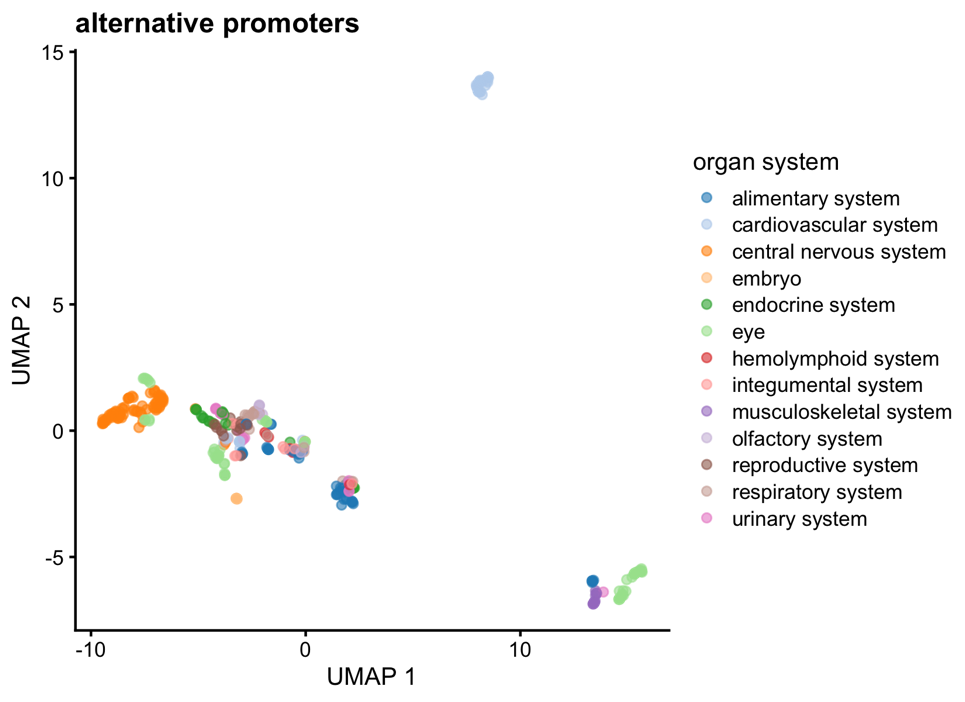 alternative promoters
15
10
5
0
-5
UMAP 2
-10
0
10
UMAP 1
organ system
alimentary system
cardiovascular system
central nervous system
embryo
endocrine system
eye
hemolymphoid system
integumental system
musculoskeletal system
olfactory system
reproductive system
respiratory system
urinary system